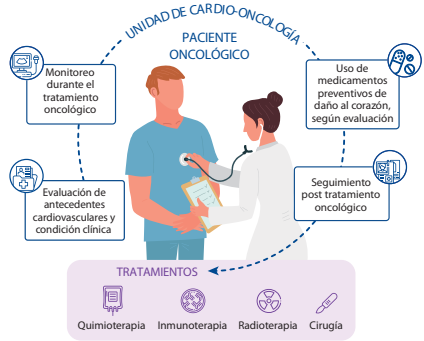 UNIDAD DE CARDIO-ONCOLOGÍA
PACIENTE
ONCOLÓGICO
Monitoreo
durante el
tratamiento
oncológico
Uso de
medicamentos
preventivos de
daño al corazón,
según evaluación
Evaluación de
antecedentes
cardiovasculares y
condición clínica
Seguimiento
post tratamiento
oncológico
TRATAMIENTOS
Quimioterapia
Inmunoterapia
Radioterapia
Cirugía